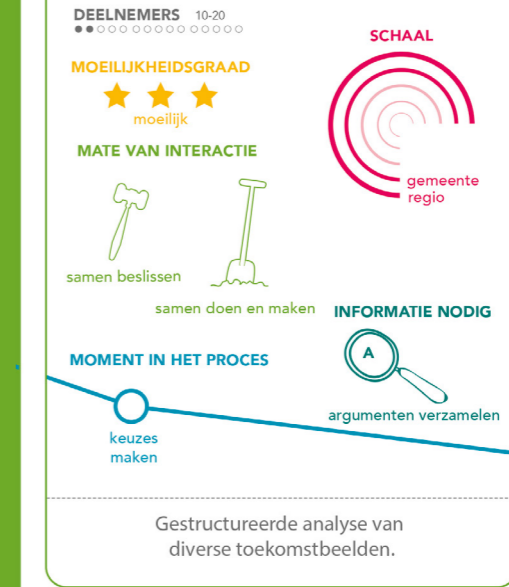 DEELNEMERS 10-20
SCHAAL
MOEILIJKHEIDSGRAAD
moeilijk
MATE VAN INTERACTIE
gemeente
regio
samen beslissen
samen doen en maken
INFORMATIE NODIG
A
MOMENT IN HET PROCES
argumenten verzamelen
keuzes
maken
Gestructureerde analyse van
diverse toekomstbeelden.